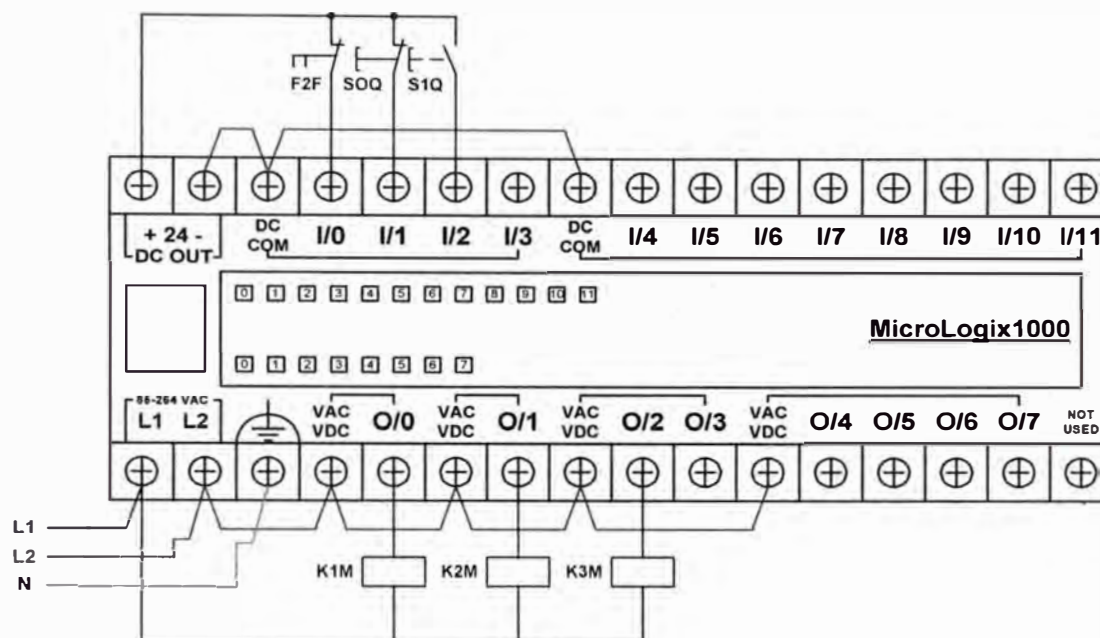 F2F SOQ S1Q
+ 24 -
DC OUT
DC COM I/0 I/1 I/2 I/3 DC COM I/4 I/5 I/6 I/7 I/8 I/9 I/10 I/11
0 1 2 3 4 5 6 7 8 9 10 11
MicroLogix1000
0 1 2 3 4 5 6 7
85-264 VAC
L1 L2 VAC VDC O/0 VAC VDC O/1 VAC VDC O/2 O/3 VAC VDC O/4 O/5 O/6 O/7 NOT USED
L1
L2
N
K1M K2M K3M